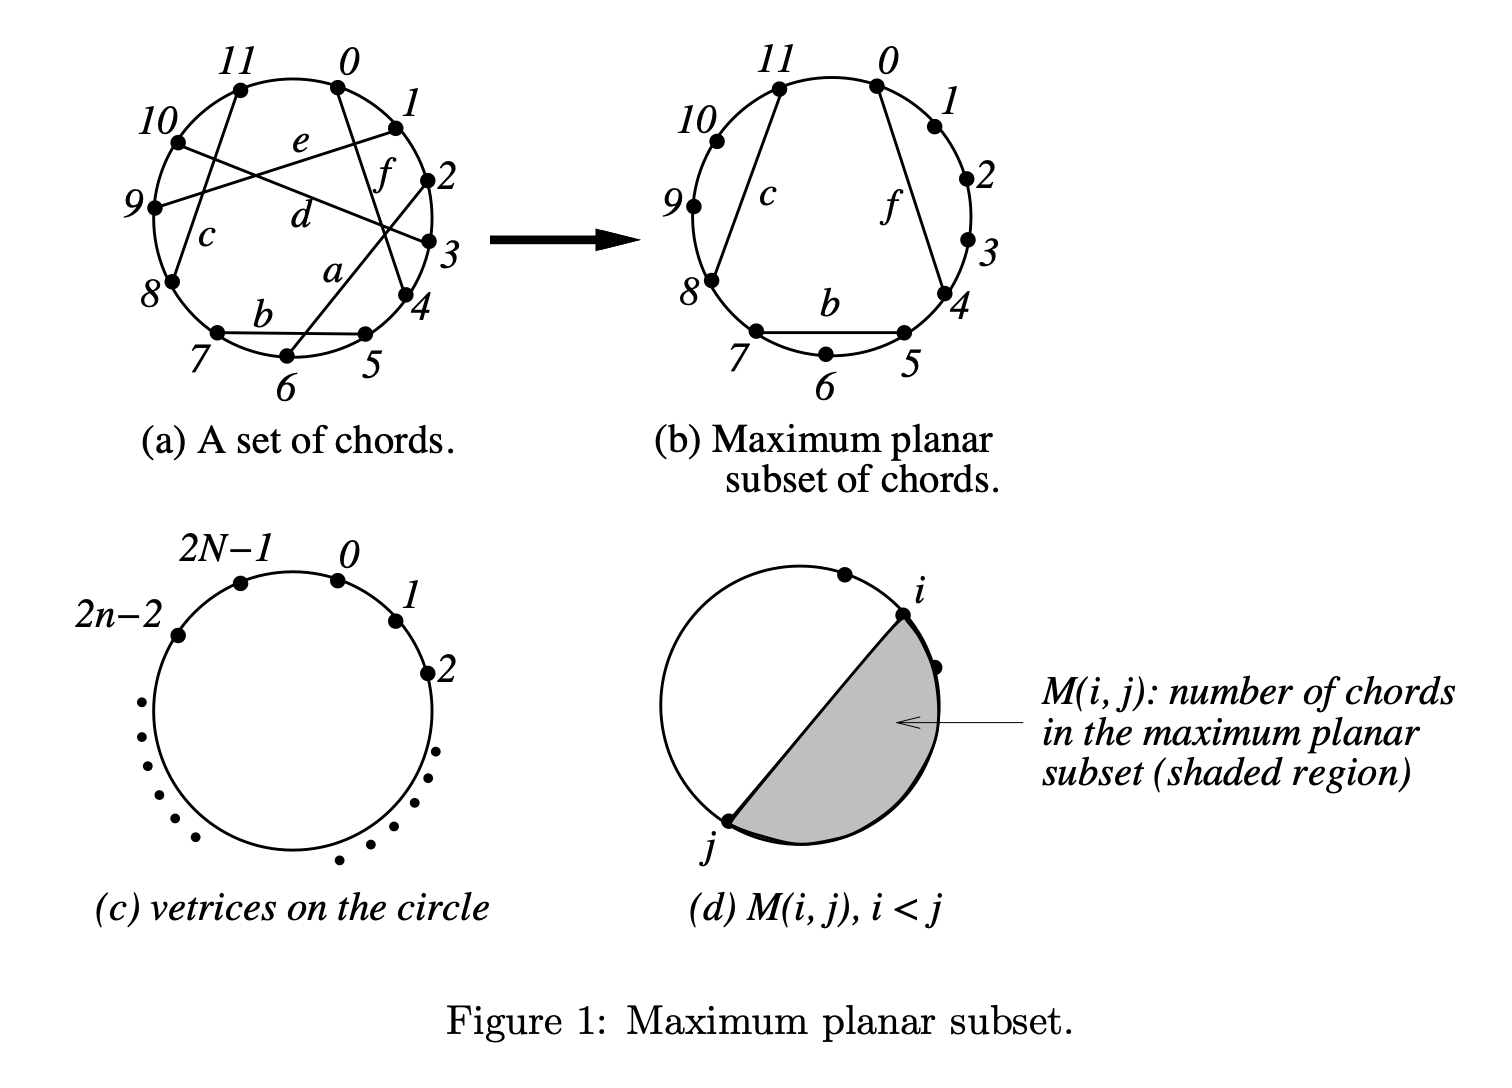 11 0
10 1
e
f 2
9 d
c 3
a
8 4
b
7 5
6
(a) A set of chords.
11 0
10 1
2
9 c f
3
8 b 4
7 5
6
(b) Maximum planar
subset of chords.
2N−1 0
2n−2 1
2
(c) vetrices on the circle
i
j
M(i, j): number of chords
in the maximum planar
subset (shaded region)
(d) M(i, j), i < j
Figure 1: Maximum planar subset.